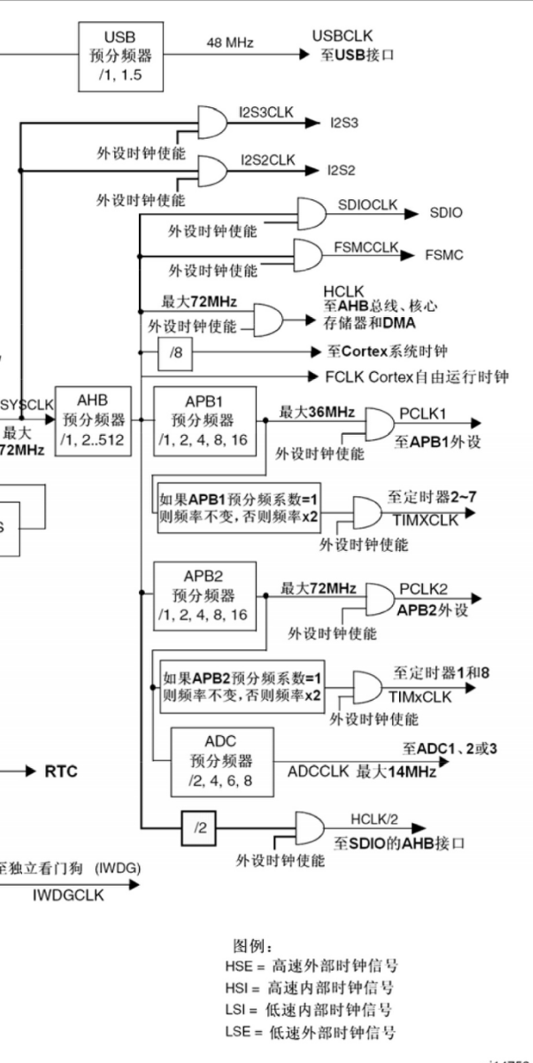 USB
预分频器
/1, 1.5
48 MHz
USBCLK
至USB接口
I2S3CLK
I2S3
外设时钟使能
I2S2CLK
I2S2
外设时钟使能
SDIOCLK
SDIO
外设时钟使能
FSMCCLK
FSMC
外设时钟使能
最大72MHz
HCLK
至AHB总线、核心
存储器和DMA
外设时钟使能
/8
至Cortex系统时钟
FCLK Cortex自由运行时钟
SYSCLK
最大
72MHz
AHB
预分频器
/1, 2..512
APB1
预分频器
/1, 2, 4, 8, 16
最大36MHz
PCLK1
至APB1外设
外设时钟使能
如果APB1预分频系数=1
则频率不变,否则频率x2
至定时器2~7
TIMXCLK
外设时钟使能
S
APB2
预分频器
/1, 2, 4, 8, 16
最大72MHz
PCLK2
APB2外设
外设时钟使能
如果APB2预分频系数=1
则频率不变,否则频率x2
至定时器1和8
TIMxCLK
外设时钟使能
ADC
预分频器
/2, 4, 6, 8
至ADC1、2或3
ADCCLK 最大14MHz
RTC
/2
HCLK/2
至SDIO的AHB接口
外设时钟使能
至独立看门狗 (IWDG)
IWDGCLK
图例：
HSE = 高速外部时钟信号
HSI = 高速内部时钟信号
LSI = 低速内部时钟信号
LSE = 低速外部时钟信号